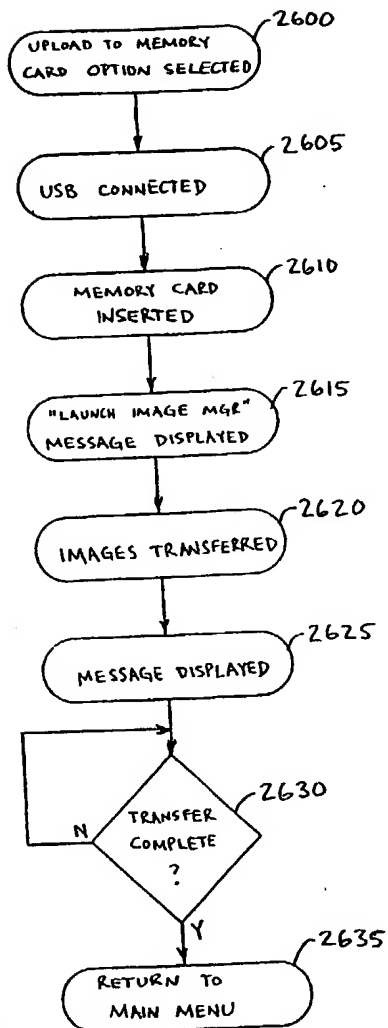 2600
UPLOAD TO MEMORY
CARD OPTION SELECTED
2605
USB CONNECTED
2610
MEMORY CARD
INSERTED
2615
"LAUNCH IMAGE MGR"
MESSAGE DISPLAYED
2620
IMAGES TRANSFERRED
2625
MESSAGE DISPLAYED
2630
TRANSFER
COMPLETE
?
N
Y
2635
RETURN TO
MAIN MENU